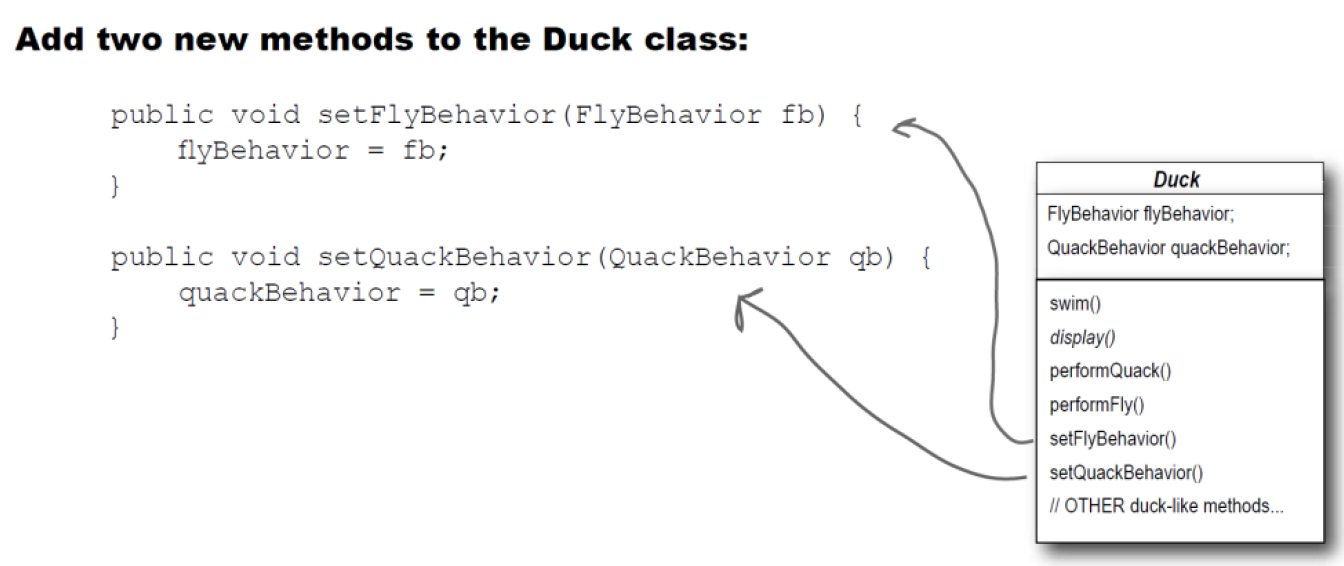 Add two new methods to the Duck class:
public void setFlyBehavior(FlyBehavior fb) {
flyBehavior = fb;
}
public void setQuackBehavior(QuackBehavior qb) {
quackBehavior = qb;
}
Duck
FlyBehavior flyBehavior;
QuackBehavior quackBehavior;
swim()
display()
performQuack()
performFly()
setFlyBehavior()
setQuackBehavior()
// OTHER duck-like methods...